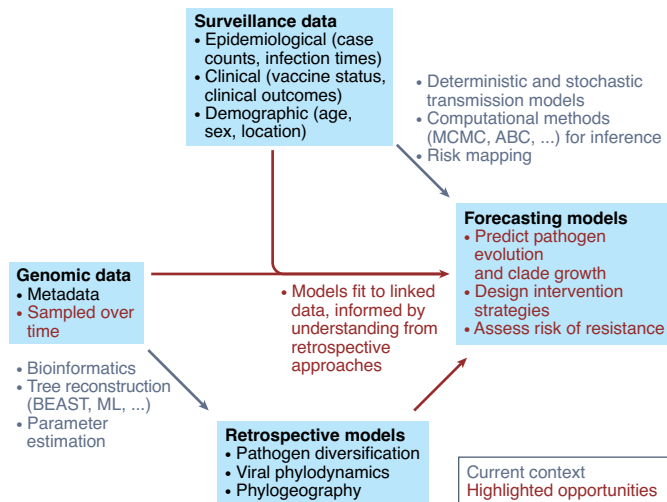 Surveillance data
• Epidemiological (case
counts, infection times)
• Clinical (vaccine status,
clinical outcomes)
• Demographic (age,
sex, location)
• Deterministic and stochastic
transmission models
• Computational methods
(MCMC, ABC, ...) for inference
• Risk mapping
Forecasting models
• Predict pathogen
evolution
and clade growth
• Design intervention
strategies
• Assess risk of resistance
Genomic data
• Metadata
• Sampled over
time
• Models fit to linked
data, informed by
understanding from
retrospective
approaches
• Bioinformatics
• Tree reconstruction
(BEAST, ML, ...)
• Parameter
estimation
Retrospective models
• Pathogen diversification
• Viral phylodynamics
• Phylogeography
Current context
Highlighted opportunities